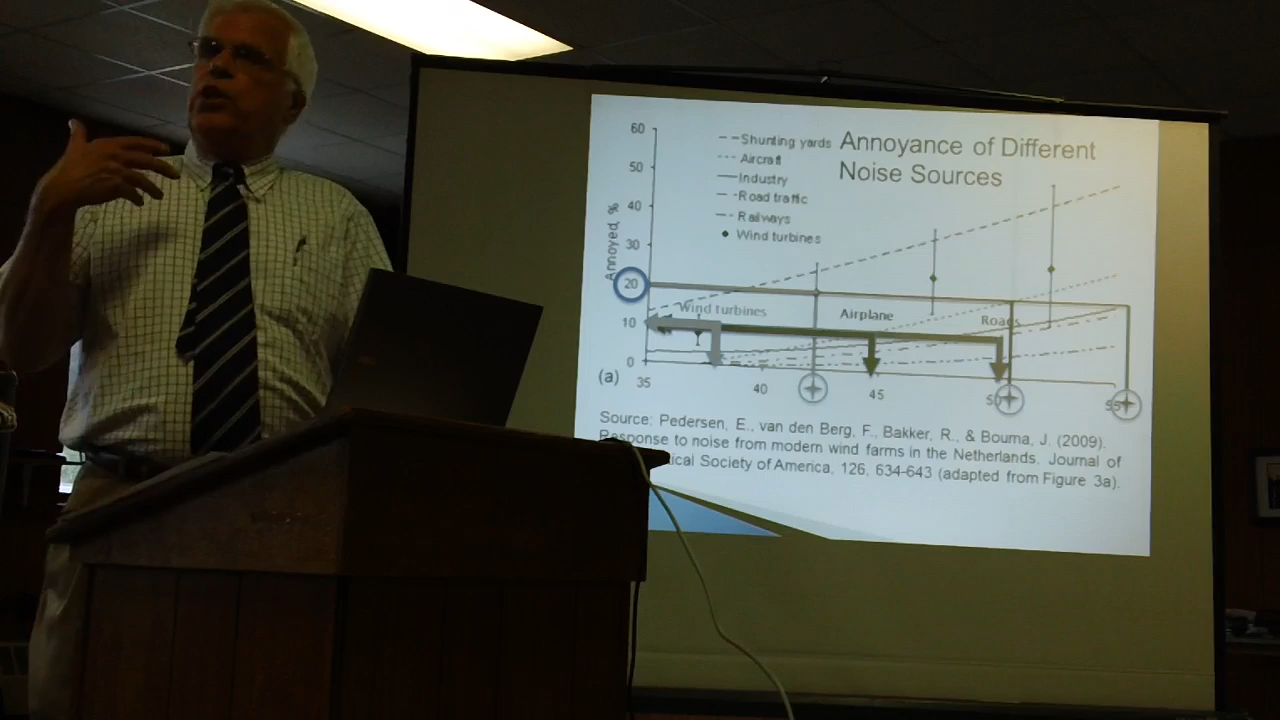 Annoyance of Different
Noise Sources
60
50
40
30
20
10
0
Annoyed, %
Shunting yards
Aircraft
Industry
Road traffic
Railways
Wind turbines
Wind turbines
Airplane
Roads
(a)
35
40
45
55
Source: Pedersen, E., van den Berg, F., Bakker, R., & Bouma, J. (2009).
Response to noise from modern wind farms in the Netherlands. Journal of
Society of America, 126, 634-643 (adapted from Figure 3a).